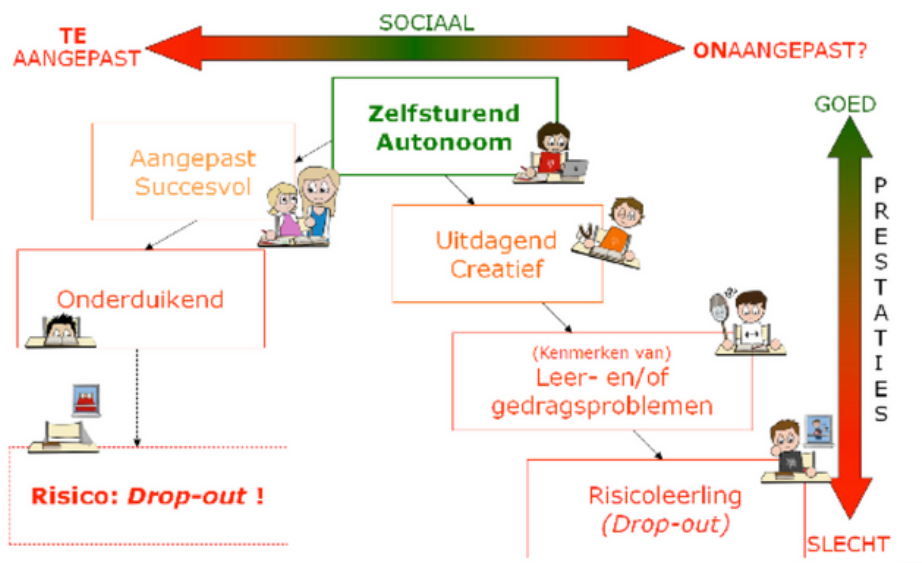 SOCIAAL
TE
AANGEPAST
ONAANGEPAST?
GOED
Zelfsturend
Autonoom
Aangepast
Succesvol
Uitdagend
Creatief
Onderduikend
(Kenmerken van)
Leer- en/of
gedragsproblemen
PRESTATIES
Risico: Drop-out !
Risicoleerling
(Drop-out)
SLECHT